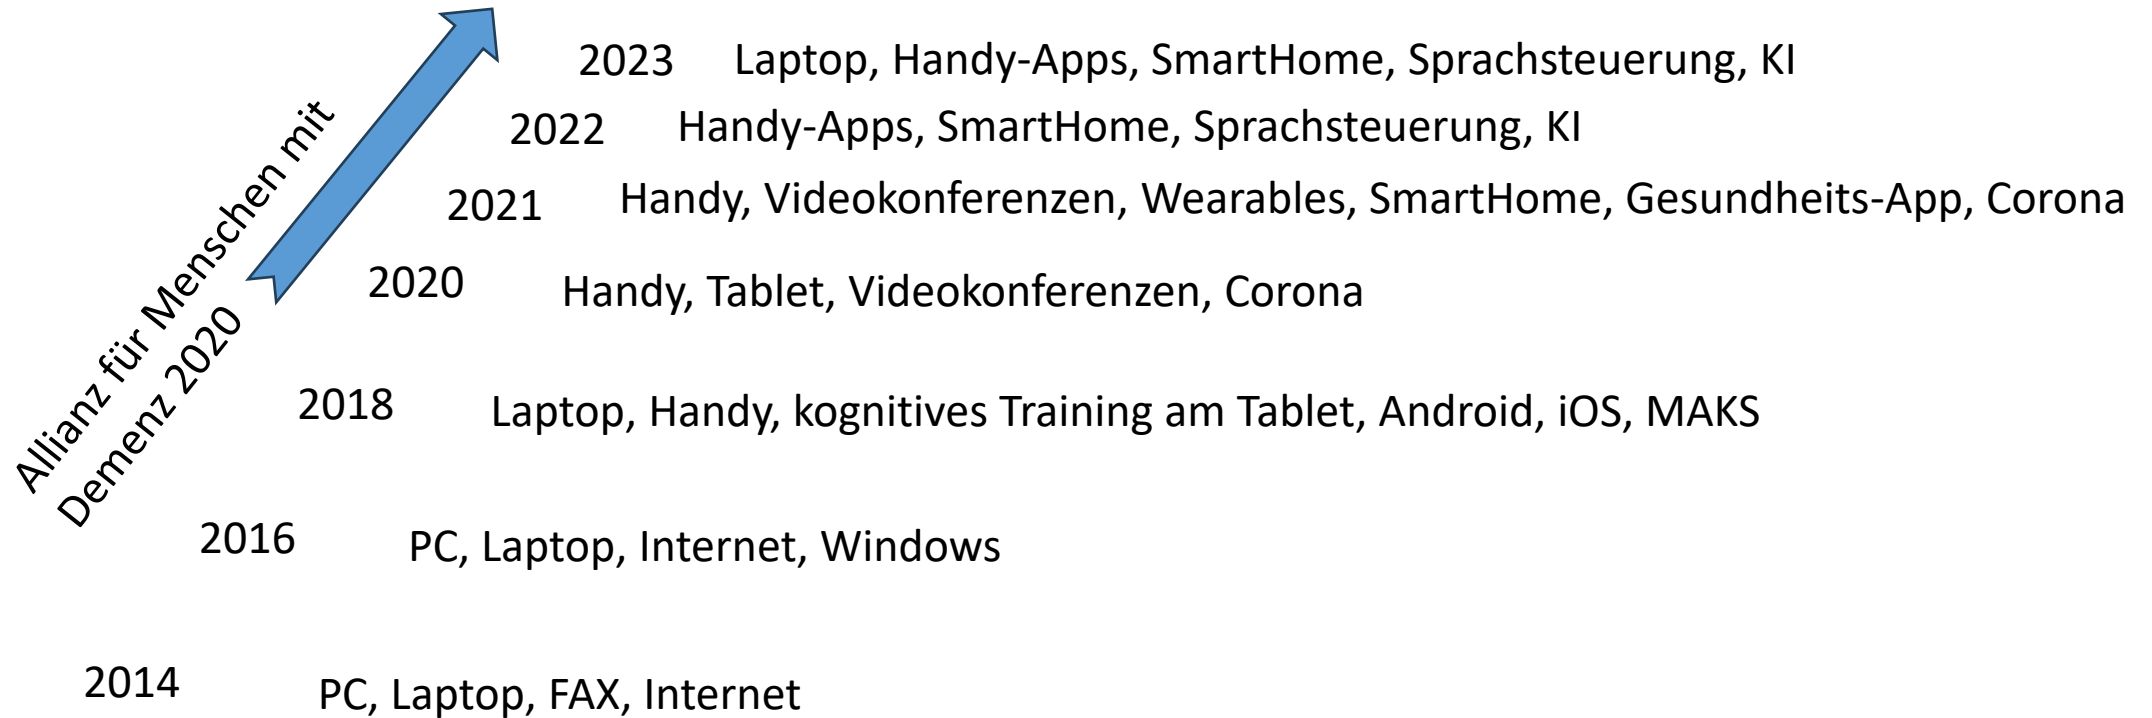 2023 Laptop, Handy-Apps, SmartHome, Sprachsteuerung, KI
2022 Handy-Apps, SmartHome, Sprachsteuerung, KI
2021 Handy, Videokonferenzen, Wearables, SmartHome, Gesundheits-App, Corona
2020 Handy, Tablet, Videokonferenzen, Corona
Allianz für Menschen mit
Demenz 2020
2018 Laptop, Handy, kognitives Training am Tablet, Android, iOS, MAKS
2016 PC, Laptop, Internet, Windows
2014 PC, Laptop, FAX, Internet